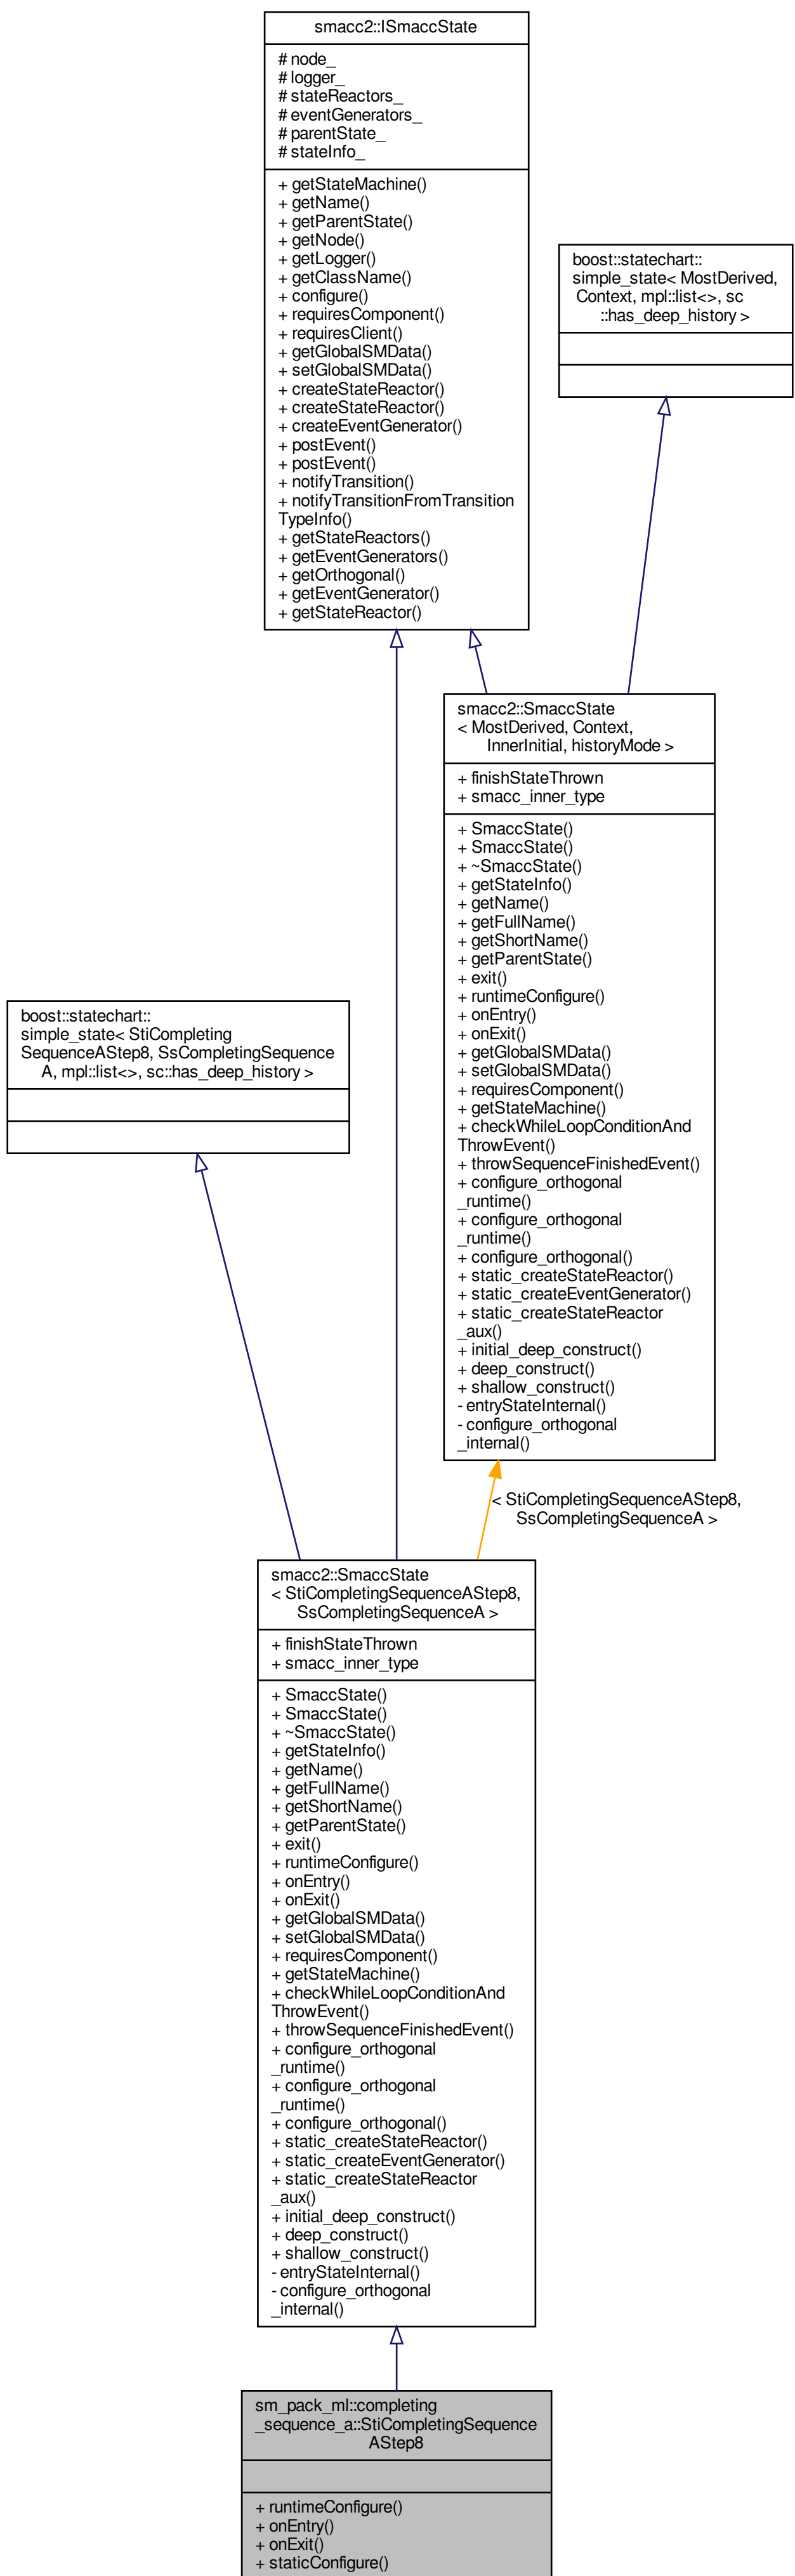 smacc2::ISmaccState
# node_
# logger_
# stateReactors_
# eventGenerators_
# parentState_
# stateInfo_
+ getStateMachine()
+ getName()
+ getParentState()
+ getNode()
+ getLogger()
+ getClassName()
+ configure()
+ requiresComponent()
+ requiresClient()
+ getGlobalSMData()
+ setGlobalSMData()
+ createStateReactor()
+ createStateReactor()
+ createEventGenerator()
+ postEvent()
+ postEvent()
+ notifyTransition()
+ notifyTransitionFromTransition
TypeInfo()
+ getStateReactors()
+ getEventGenerators()
+ getOrthogonal()
+ getEventGenerator()
+ getStateReactor()
boost::statechart::
simple_state< MostDerived,
Context, mpl::list<>, sc
::has_deep_history >
smacc2::SmaccState
< MostDerived, Context,
InnerInitial, historyMode >
+ finishStateThrown
+ smacc_inner_type
+ SmaccState()
+ SmaccState()
+ ~SmaccState()
+ getStateInfo()
+ getName()
+ getFullName()
+ getShortName()
+ getParentState()
+ exit()
+ runtimeConfigure()
+ onEntry()
+ onExit()
+ getGlobalSMData()
+ setGlobalSMData()
+ requiresComponent()
+ getStateMachine()
+ checkWhileLoopConditionAnd
ThrowEvent()
+ throwSequenceFinishedEvent()
+ configure_orthogonal
_runtime()
+ configure_orthogonal
_runtime()
+ configure_orthogonal()
+ static_createStateReactor()
+ static_createEventGenerator()
+ static_createStateReactor
_aux()
+ initial_deep_construct()
+ deep_construct()
+ shallow_construct()
- entryStateInternal()
- configure_orthogonal
_internal()
boost::statechart::
simple_state< StiCompleting
SequenceAStep8, SsCompletingSequence
A, mpl::list<>, sc::has_deep_history >
< StiCompletingSequenceAStep8,
SsCompletingSequenceA >
smacc2::SmaccState
< StiCompletingSequenceAStep8,
SsCompletingSequenceA >
+ finishStateThrown
+ smacc_inner_type
+ SmaccState()
+ SmaccState()
+ ~SmaccState()
+ getStateInfo()
+ getName()
+ getFullName()
+ getShortName()
+ getParentState()
+ exit()
+ runtimeConfigure()
+ onEntry()
+ onExit()
+ getGlobalSMData()
+ setGlobalSMData()
+ requiresComponent()
+ getStateMachine()
+ checkWhileLoopConditionAnd
ThrowEvent()
+ throwSequenceFinishedEvent()
+ configure_orthogonal
_runtime()
+ configure_orthogonal
_runtime()
+ configure_orthogonal()
+ static_createStateReactor()
+ static_createEventGenerator()
+ static_createStateReactor
_aux()
+ initial_deep_construct()
+ deep_construct()
+ shallow_construct()
- entryStateInternal()
- configure_orthogonal
_internal()
sm_pack_ml::completing
_sequence_a::StiCompletingSequence
AStep8
+ runtimeConfigure()
+ onEntry()
+ onExit()
+ staticConfigure()